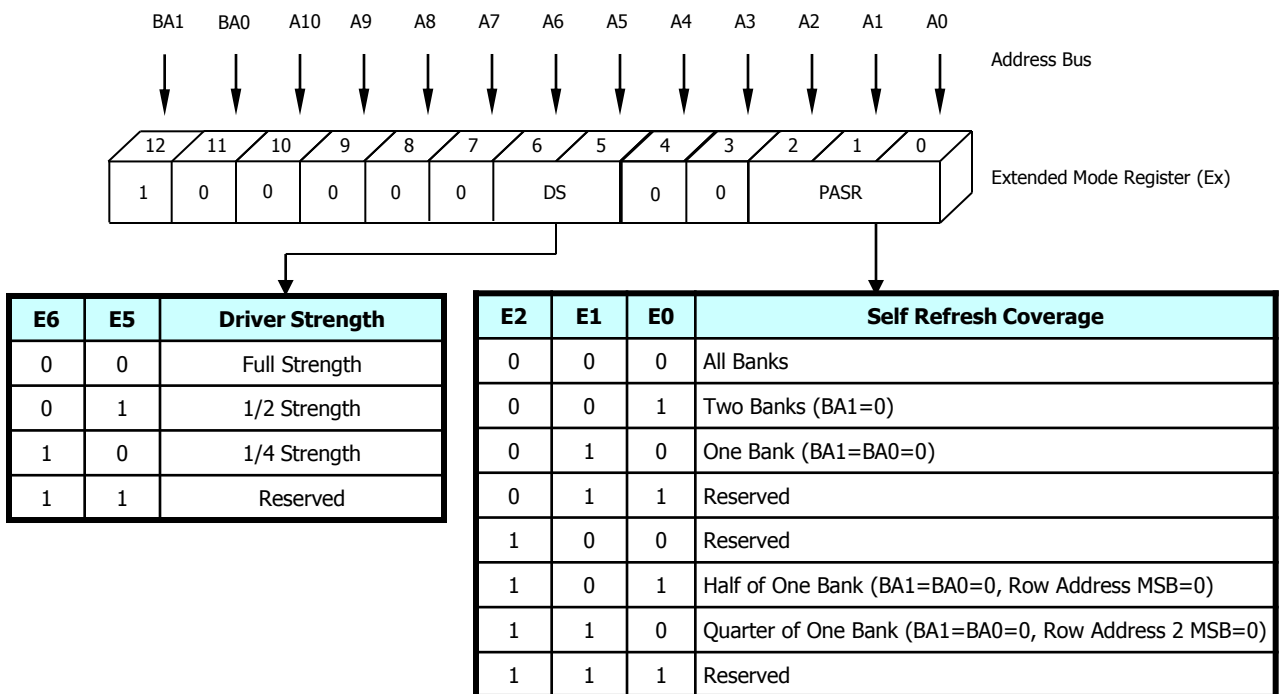 BA1 BA0 A10 A9 A8 A7 A6 A5 A4 A3 A2 A1 A0
Address Bus
12 11 10 9 8 7 6 5 4 3 2 1 0
1 0 0 0 0 0 DS 0 0 PASR
Extended Mode Register (Ex)
E6 E5 Driver Strength
0 0 Full Strength
0 1 1/2 Strength
1 0 1/4 Strength
1 1 Reserved
E2 E1 E0 Self Refresh Coverage
0 0 0 All Banks
0 0 1 Two Banks (BA1=0)
0 1 0 One Bank (BA1=BA0=0)
0 1 1 Reserved
1 0 0 Reserved
1 0 1 Half of One Bank (BA1=BA0=0, Row Address MSB=0)
1 1 0 Quarter of One Bank (BA1=BA0=0, Row Address 2 MSB=0)
1 1 1 Reserved